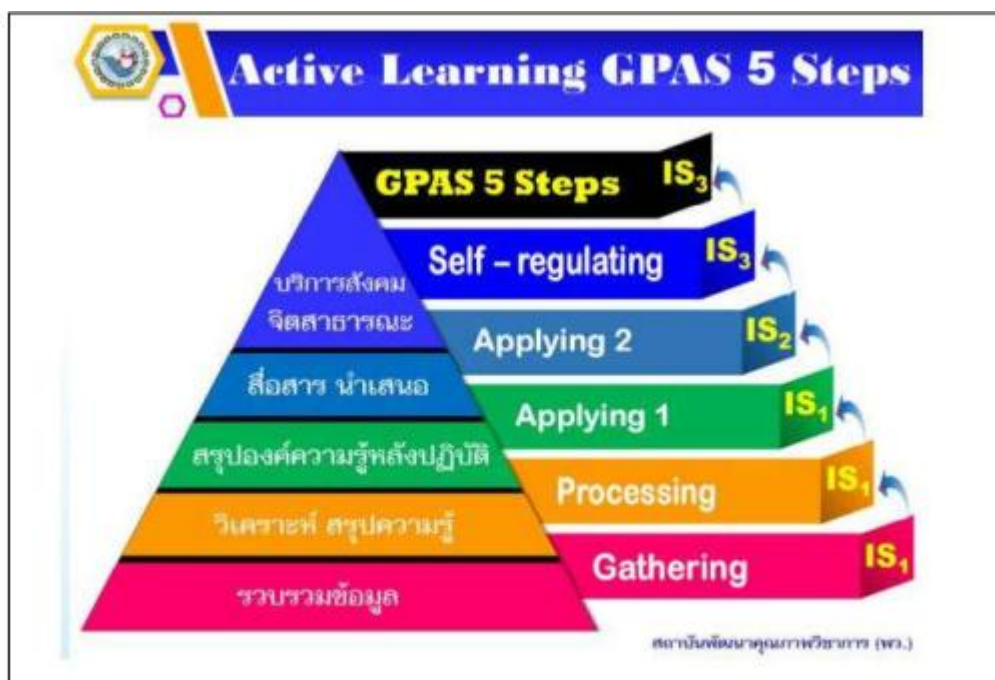 Active Learning GPAS 5 Steps
GPAS 5 Steps IS₃
Self – regulating IS₃
บริการสังคม
จิตสาธารณะ
Applying 2 IS₂
สื่อสาร นำเสนอ
Applying 1 IS₁
สรุปองค์ความรู้หลังปฏิบัติ
Processing IS₁
วิเคราะห์ สรุปความรู้
Gathering IS₁
รวบรวมข้อมูล
สถาบันพัฒนาคุณภาพวิชาการ (พว.)